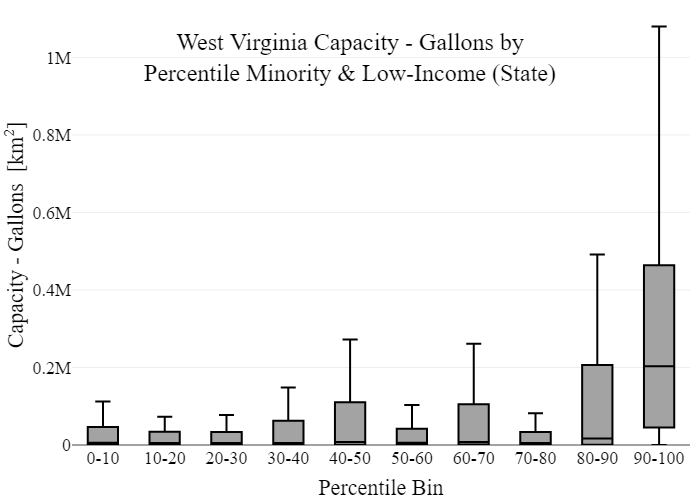 West Virginia Capacity - Gallons by
Percentile Minority & Low-Income (State)
Capacity - Gallons [km²]
1M
0.8M
0.6M
0.4M
0.2M
0
0-10 10-20 20-30 30-40 40-50 50-60 60-70 70-80 80-90 90-100
Percentile Bin